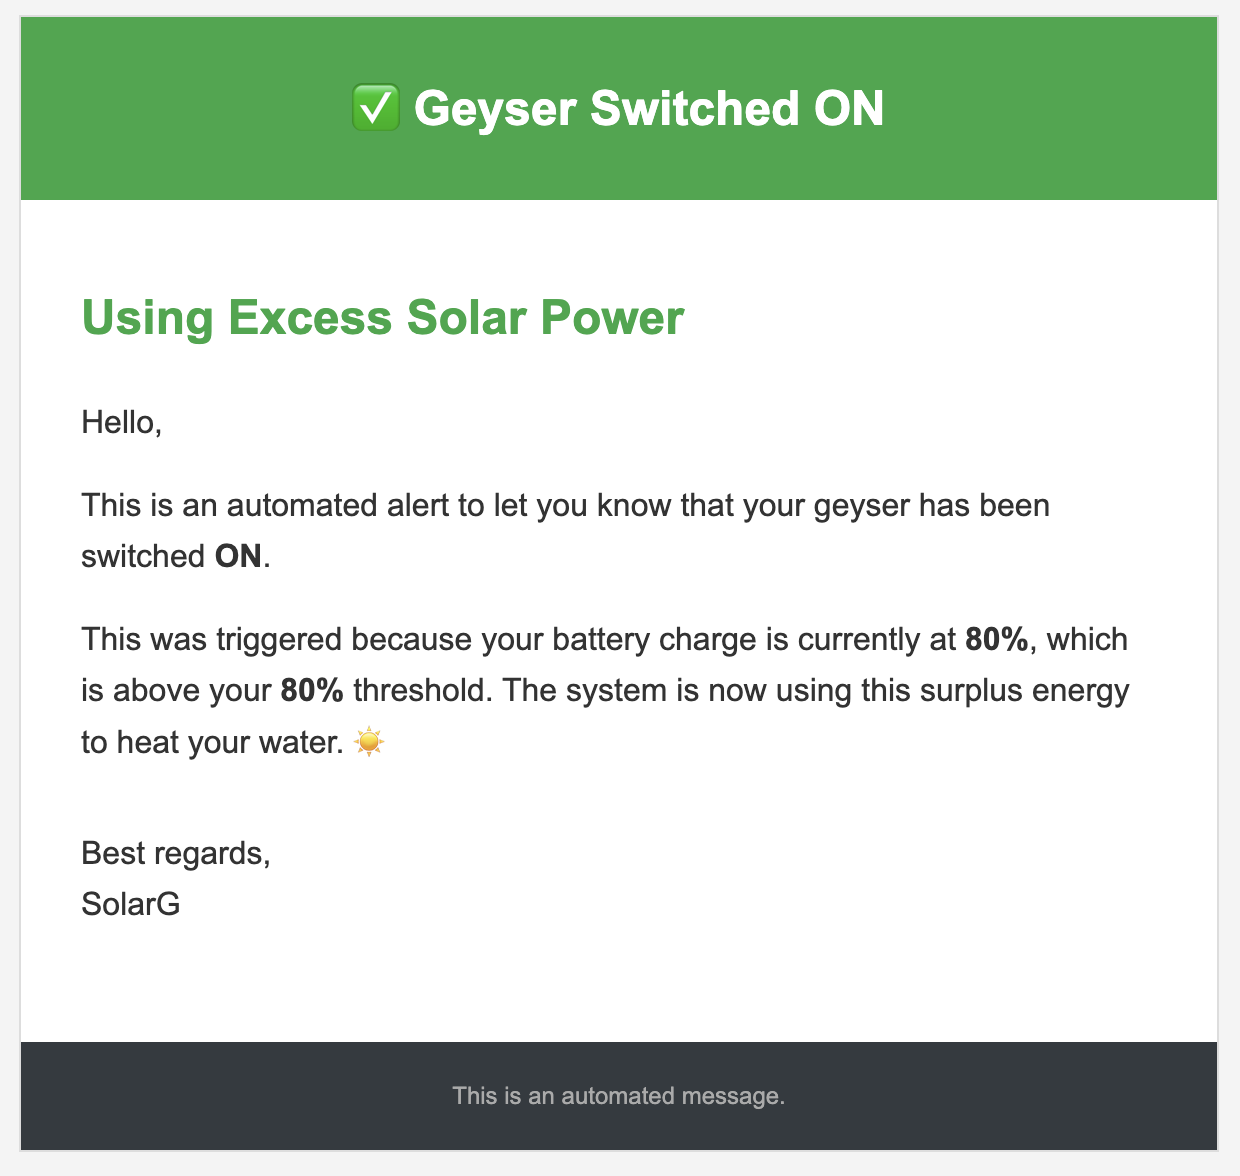 ✅ Geyser Switched ON
Using Excess Solar Power
Hello,
This is an automated alert to let you know that your geyser has been
switched ON.
This was triggered because your battery charge is currently at 80%, which
is above your 80% threshold. The system is now using this surplus energy
to heat your water. ☀️
Best regards,
SolarG
This is an automated message.